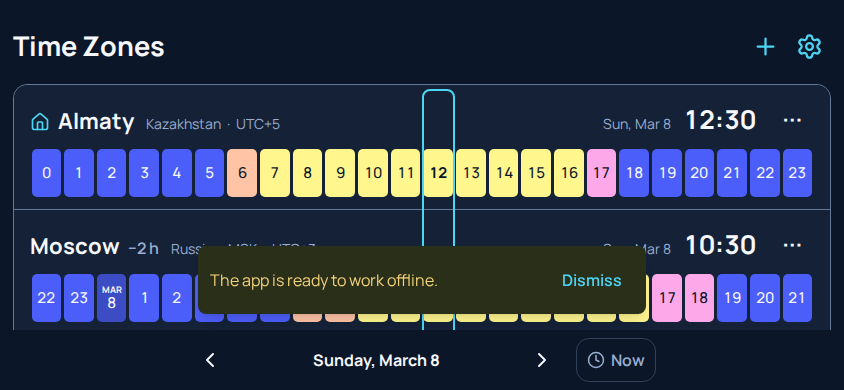 Time Zones
Almaty Kazakhstan · UTC+5 Sun, Mar 8 12:30 ...
0 1 2 3 4 5 6 7 8 9 10 11 12 13 14 15 16 17 18 19 20 21 22 23
Moscow −2 h Mar 8 10:30 ...
The app is ready to work offline. Dismiss
22 23 MAR 8 1 2 17 18 19 20 21
Sunday, March 8 Now